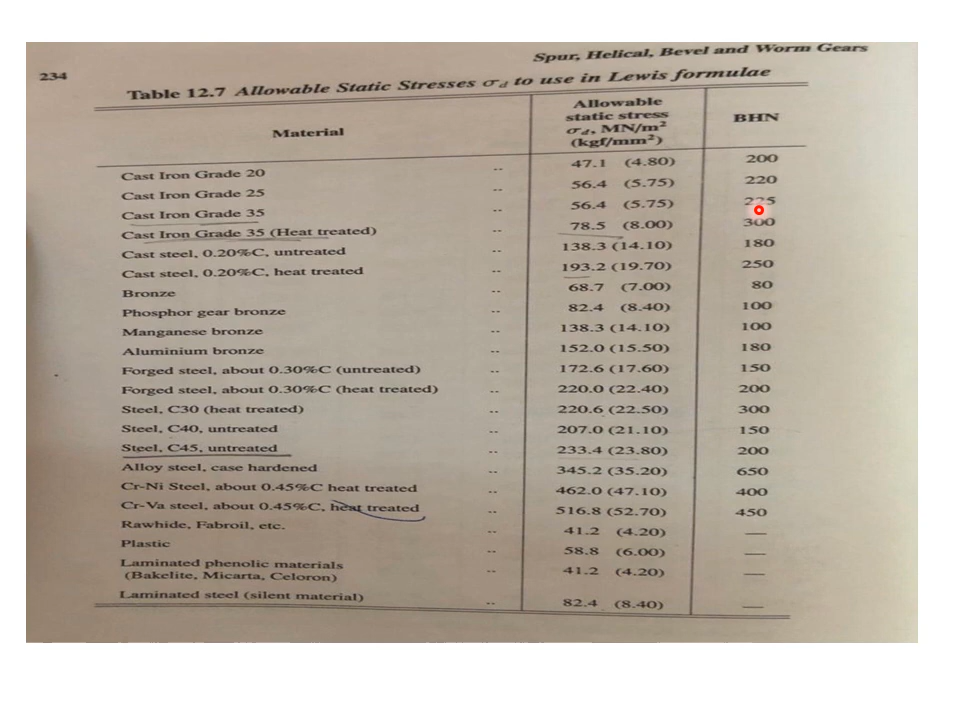 Spur, Helical, Bevel and Worm Gears
234
Table 12.7 Allowable Static Stresses σd to use in Lewis formulae
Material Allowable static stress σd, MN/m² (kgf/mm²) BHN
Cast Iron Grade 20 .. 47.1 (4.80) 200
Cast Iron Grade 25 .. 56.4 (5.75) 220
Cast Iron Grade 35 .. 56.4 (5.75) 225
Cast Iron Grade 35 (Heat treated) .. 78.5 (8.00) 300
Cast steel, 0.20%C, untreated .. 138.3 (14.10) 180
Cast steel, 0.20%C, heat treated .. 193.2 (19.70) 250
Bronze .. 68.7 (7.00) 80
Phosphor gear bronze .. 82.4 (8.40) 100
Manganese bronze .. 138.3 (14.10) 100
Aluminium bronze .. 152.0 (15.50) 180
Forged steel, about 0.30%C (untreated) .. 172.6 (17.60) 150
Forged steel, about 0.30%C (heat treated) .. 220.0 (22.40) 200
Steel, C30 (heat treated) .. 220.6 (22.50) 300
Steel, C40, untreated .. 207.0 (21.10) 150
Steel, C45, untreated .. 233.4 (23.80) 200
Alloy steel, case hardened .. 345.2 (35.20) 650
Cr-Ni Steel, about 0.45%C heat treated .. 462.0 (47.10) 400
Cr-Va steel, about 0.45%C, heat treated .. 516.8 (52.70) 450
Rawhide, Fabroil, etc. .. 41.2 (4.20) —
Plastic .. 58.8 (6.00) —
Laminated phenolic materials .. 41.2 (4.20) —
(Bakelite, Micarta, Celoron)
Laminated steel (silent material) .. 82.4 (8.40) —